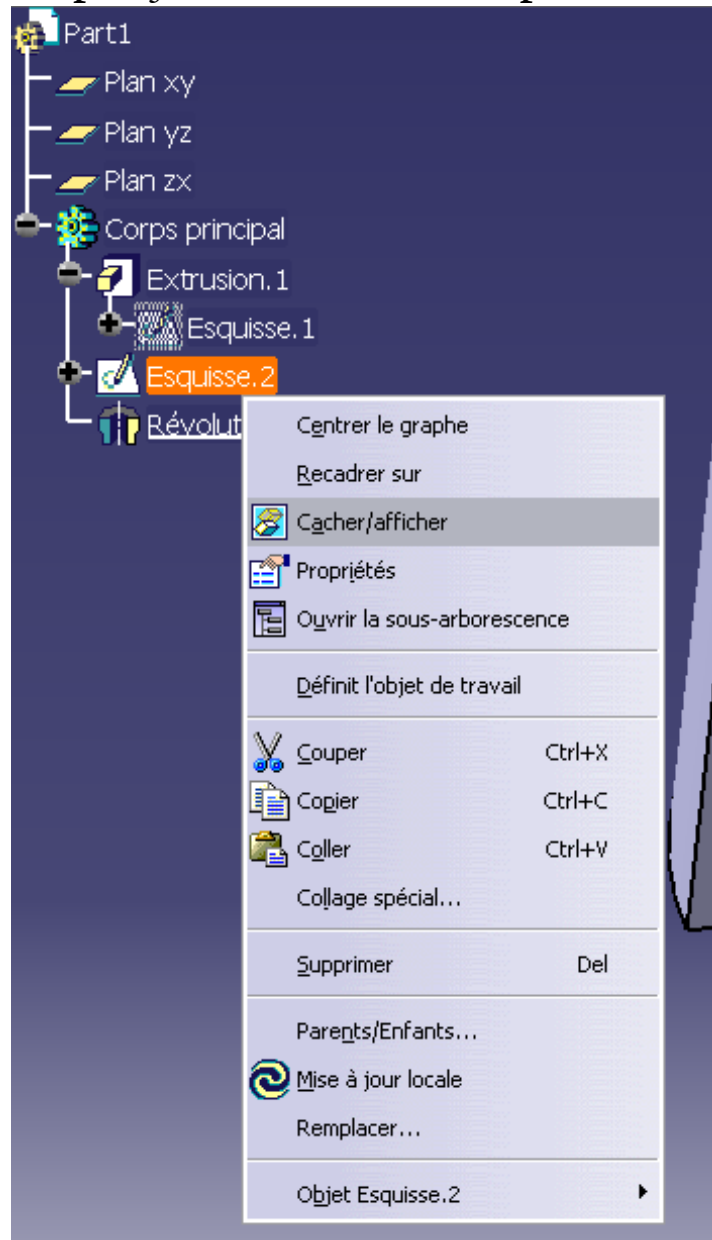 Part1
Plan xy
Plan yz
Plan zx
Corps principal
Extrusion.1
Esquisse.1
Esquisse.2
Révolut
Centrer le graphe
Recadrer sur
Cacher/afficher
Propriétés
Ouvrir la sous-arborescence
Définit l'objet de travail
Couper Ctrl+X
Copier Ctrl+C
Coller Ctrl+V
Collage spécial...
Supprimer Del
Parents/Enfants...
Mise à jour locale
Remplacer...
Objet Esquisse.2